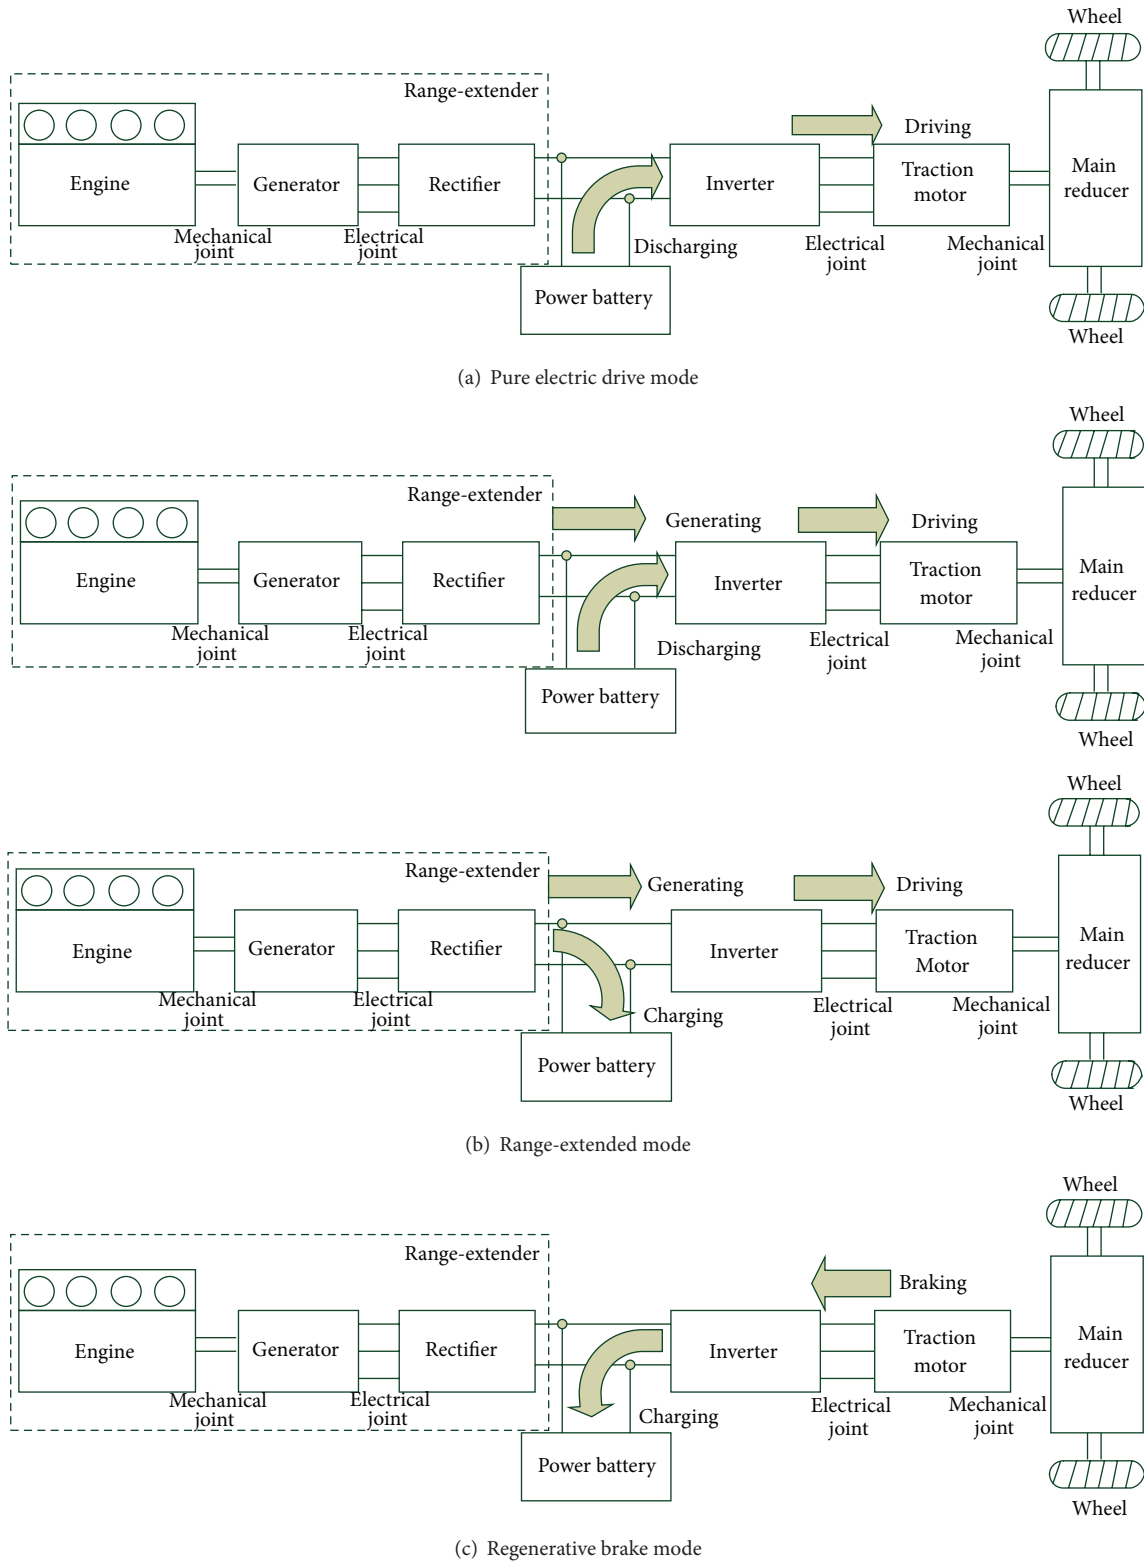 Wheel
Range-extender
Driving
Engine
Generator
Rectifier
Inverter
Traction
motor
Main
reducer
Mechanical
joint
Electrical
joint
Discharging
Electrical
joint
Mechanical
joint
Power battery
Wheel
(a) Pure electric drive mode
Wheel
Range-extender
Generating
Driving
Engine
Generator
Rectifier
Inverter
Traction
motor
Main
reducer
Mechanical
joint
Electrical
joint
Discharging
Electrical
joint
Mechanical
joint
Power battery
Wheel
Wheel
Range-extender
Generating
Driving
Engine
Generator
Rectifier
Inverter
Traction
Motor
Main
reducer
Mechanical
joint
Electrical
joint
Charging
Electrical
joint
Mechanical
joint
Power battery
Wheel
(b) Range-extended mode
Wheel
Range-extender
Braking
Engine
Generator
Rectifier
Inverter
Traction
motor
Main
reducer
Mechanical
joint
Electrical
joint
Charging
Electrical
joint
Mechanical
joint
Power battery
Wheel
(c) Regenerative brake mode